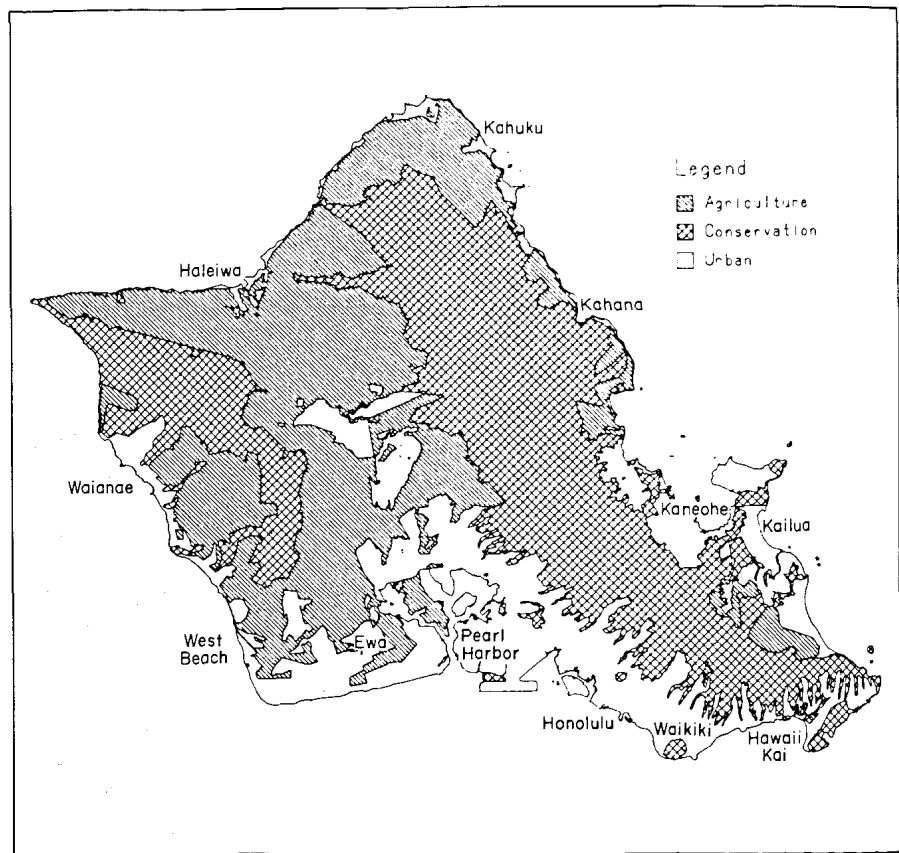 Kahuku
Legend
Agriculture
Conservation
Urban
Haleiwa
Kahana
Waianae
Kaneohe
Kailua
West
Beach
Ewa
Pearl
Harbor
Honolulu
Waikiki
Hawaii
Kai